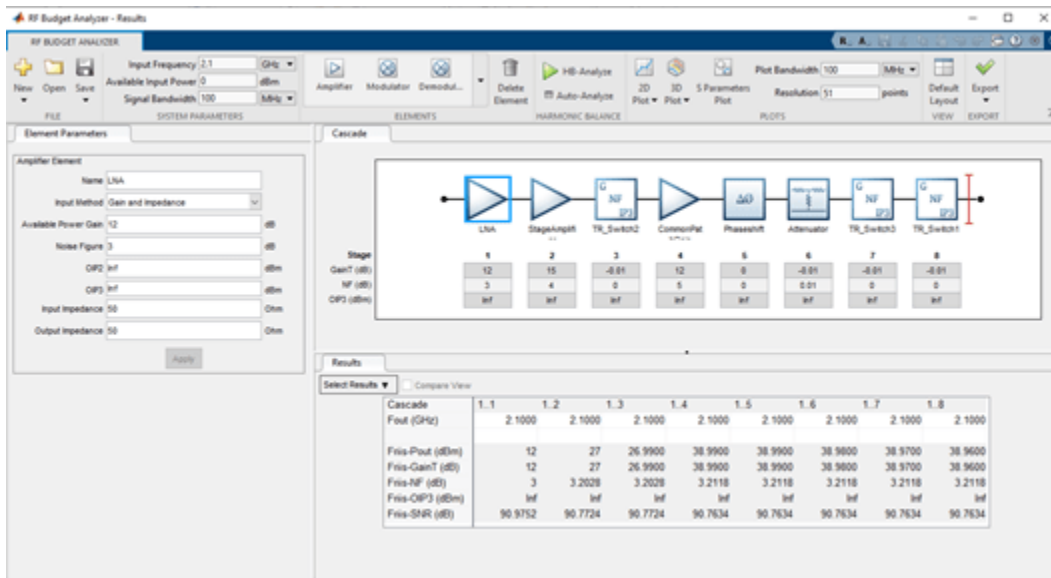 RF Budget Analyzer - Results
RF BUDGET ANALYZER
New Open Save
FILE
Input Frequency 2.1 GHz
Available Input Power 0 dBm
Signal Bandwidth 100 MHz
SYSTEM PARAMETERS
Amplifier Modulator Demodul...
ELEMENTS
Delete Element
HB-Analyze
Auto-Analyze
HARMONIC BALANCE
2D Plot 3D Plot S Parameters Plot
Plot Bandwidth 100 MHz
Resolution 51 points
PLOTS
Default Layout
VIEW
Export
EXPORT
Element Parameters
Amplifier Element
Name LNA
Input Method Gain and Impedance
Available Power Gain 12 dB
Noise Figure 3 dB
OIP2 Inf dBm
OIP3 Inf dBm
Input Impedance 50 Ohm
Output Impedance 50 Ohm
Apply
Cascade
G NF IP3 ΔΘ G NF IP3 G NF IP3
LNA StageAmplifi TR_Switch2 CommonPat Phaseshift Attenuator TR_Switch3 TR_Switch1
Stage 1 2 3 4 5 6 7 8
GainT (dB) 12 15 -0.01 12 0 -0.01 -0.01 -0.01
NF (dB) 3 4 0 5 0 0.01 0 0
OIP3 (dBm) Inf Inf Inf Inf Inf Inf Inf Inf
Results
Select Results ▼ Compare View
Cascade 1..1 1..2 1..3 1..4 1..5 1..6 1..7 1..8
Fout (GHz) 2.1000 2.1000 2.1000 2.1000 2.1000 2.1000 2.1000 2.1000
Friis-Pout (dBm) 12 27 26.9900 38.9900 38.9900 38.9800 38.9700 38.9600
Friis-GainT (dB) 12 27 26.9900 38.9900 38.9900 38.9800 38.9700 38.9600
Friis-NF (dB) 3 3.2028 3.2028 3.2118 3.2118 3.2118 3.2118 3.2118
Friis-OIP3 (dBm) Inf Inf Inf Inf Inf Inf Inf Inf
Friis-SNR (dB) 90.9752 90.7724 90.7724 90.7634 90.7634 90.7634 90.7634 90.7634